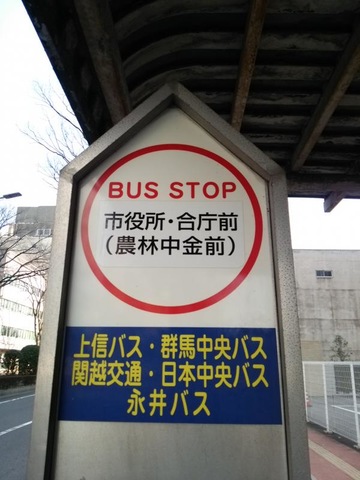 BUS STOP
市役所・合庁前
(農林中金前)
上信バス・群馬中央バス
関越交通・日本中央バス
永井バス